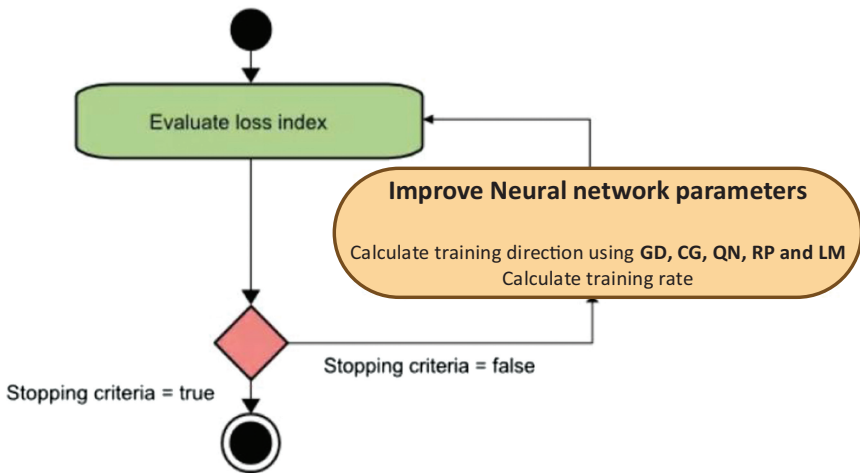 Evaluate loss index
Improve Neural network parameters
Calculate training direction using GD, CG, QN, RP and LM
Calculate training rate
Stopping criteria = false
Stopping criteria = true